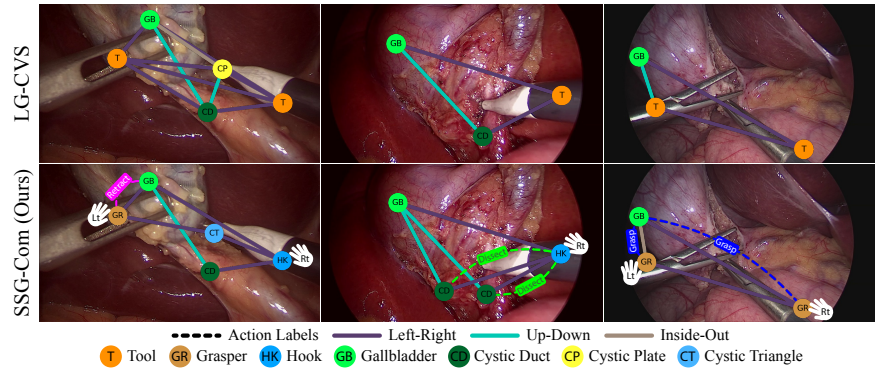 LG-CVS
GB
T
CP
CD
T
GB
T
CD
GB
T
T
SSG-Com (Ours)
Retract
GB
Lt
GR
CT
HK
Rt
CD
GB
Dissect
HK
Rt
CD
CD
Dissect
GB
Grasp
Grasp
GR
Lt
GR
Rt
Action Labels Left-Right Up-Down Inside-Out
T Tool GR Grasper HK Hook GB Gallbladder CD Cystic Duct CP Cystic Plate CT Cystic Triangle